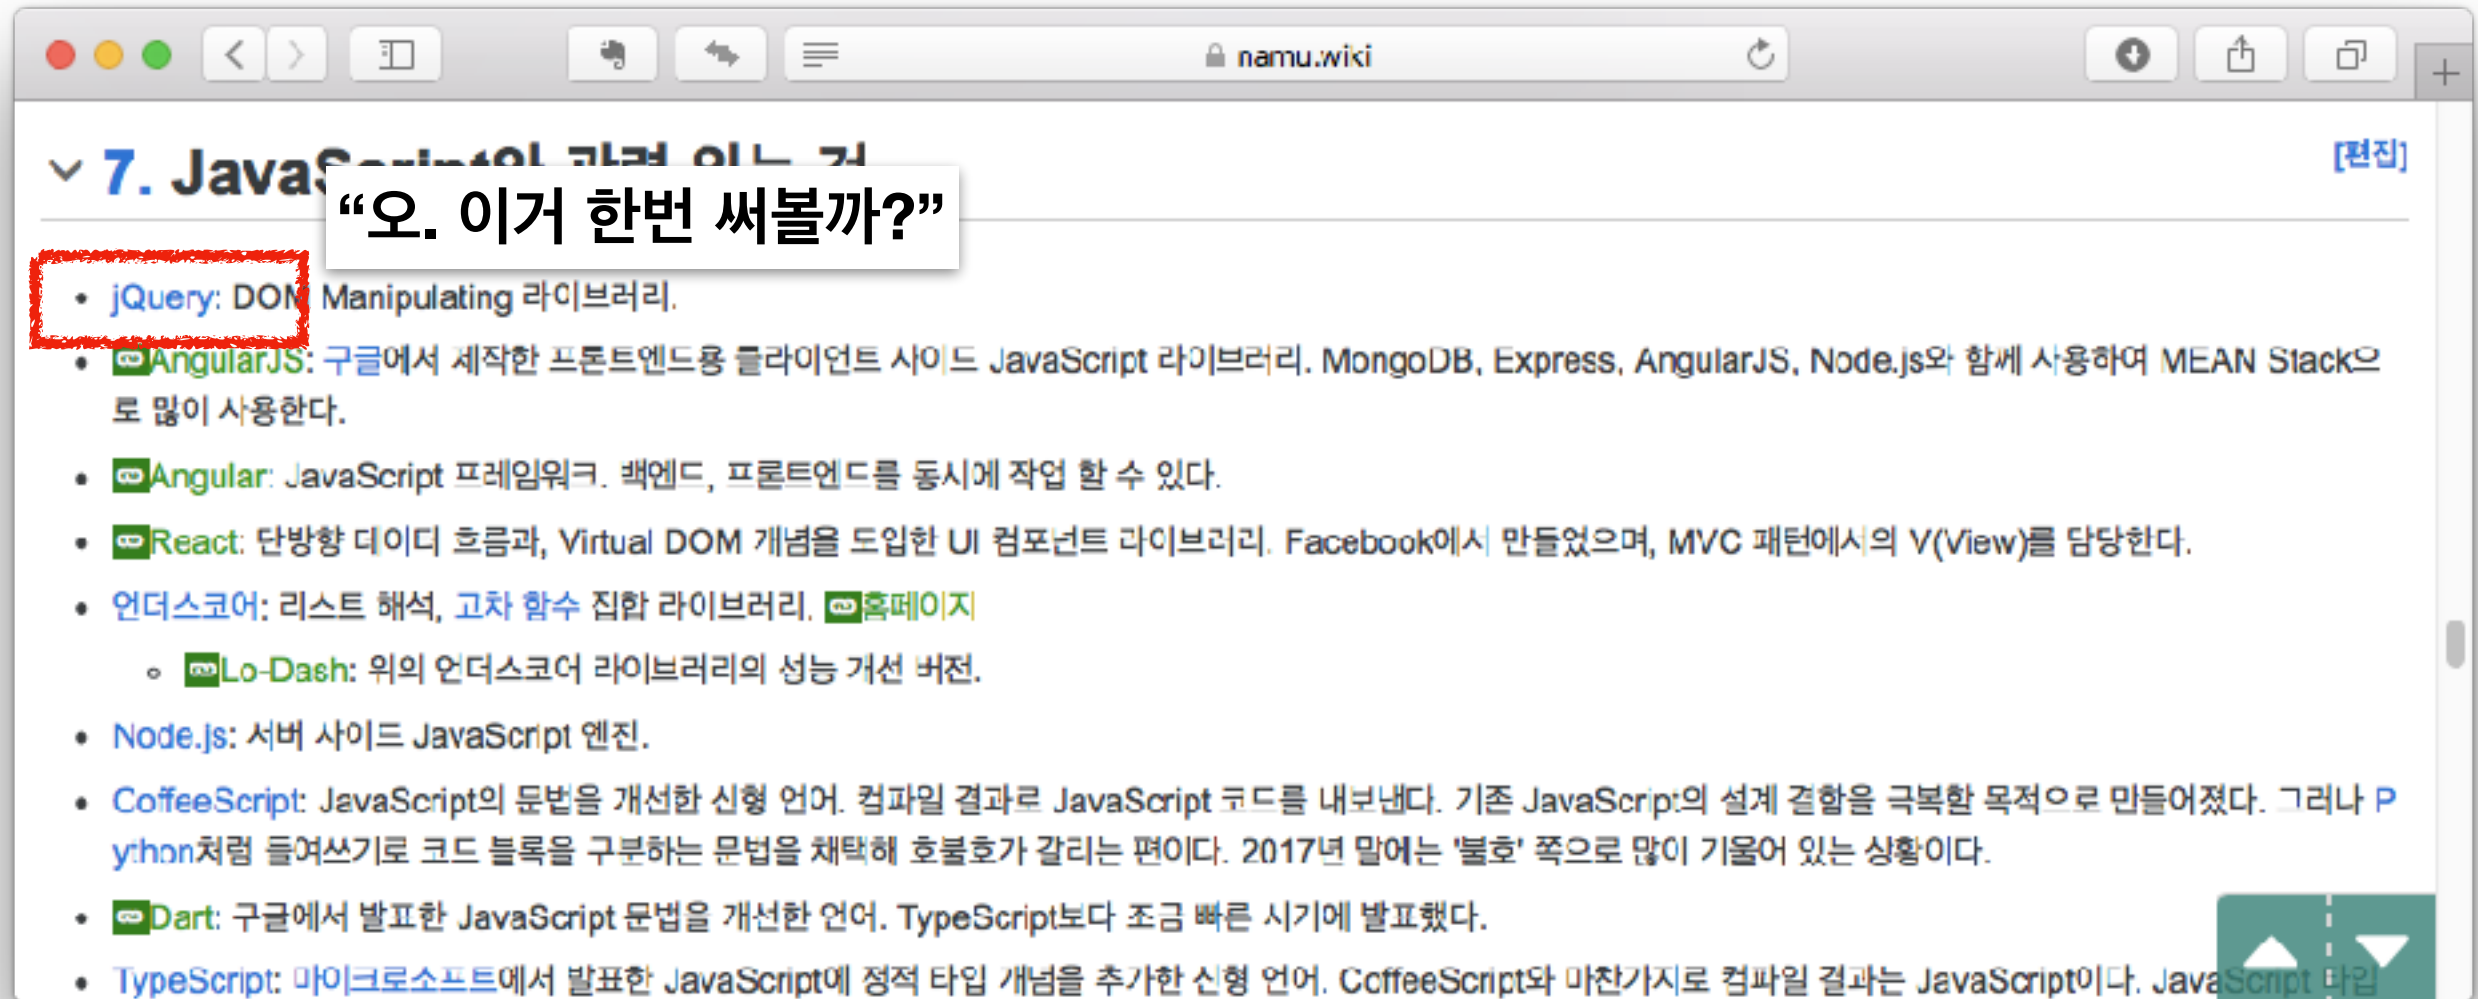 namu.wiki
7. JavaScript와 관련 있는 것
[편집]
“오. 이거 한번 써볼까?”
• jQuery: DOM Manipulating 라이브러리.
• AngularJS: 구글에서 제작한 프론트엔드용 클라이언트 사이드 JavaScript 라이브러리. MongoDB, Express, AngularJS, Node.js와 함께 사용하여 MEAN Stack으
로 많이 사용한다.
• Angular: JavaScript 프레임워크. 백엔드, 프론트엔드를 동시에 작업 할 수 있다.
• React: 단방향 데이터 흐름과, Virtual DOM 개념을 도입한 UI 컴포넌트 라이브러리. Facebook에서 만들었으며, MVC 패턴에서의 V(View)를 담당한다.
• 언더스코어: 리스트 해석, 고차 함수 집합 라이브러리. 홈페이지
◦ Lo-Dash: 위의 언더스코어 라이브러리의 성능 개선 버전.
• Node.js: 서버 사이드 JavaScript 엔진.
• CoffeeScript: JavaScript의 문법을 개선한 신형 언어. 컴파일 결과로 JavaScript 코드를 내보낸다. 기존 JavaScript의 설계 결함을 극복할 목적으로 만들어졌다. 그러나 P
ython처럼 들여쓰기로 코드 블록을 구분하는 문법을 채택해 호불호가 갈리는 편이다. 2017년 말에는 '불호' 쪽으로 많이 기울어 있는 상황이다.
• Dart: 구글에서 발표한 JavaScript 문법을 개선한 언어. TypeScript보다 조금 빠른 시기에 발표했다.
• TypeScript: 마이크로소프트에서 발표한 JavaScript에 정적 타입 개념을 추가한 신형 언어. CoffeeScript와 마찬가지로 컴파일 결과는 JavaScript이다. JavaScript 타입